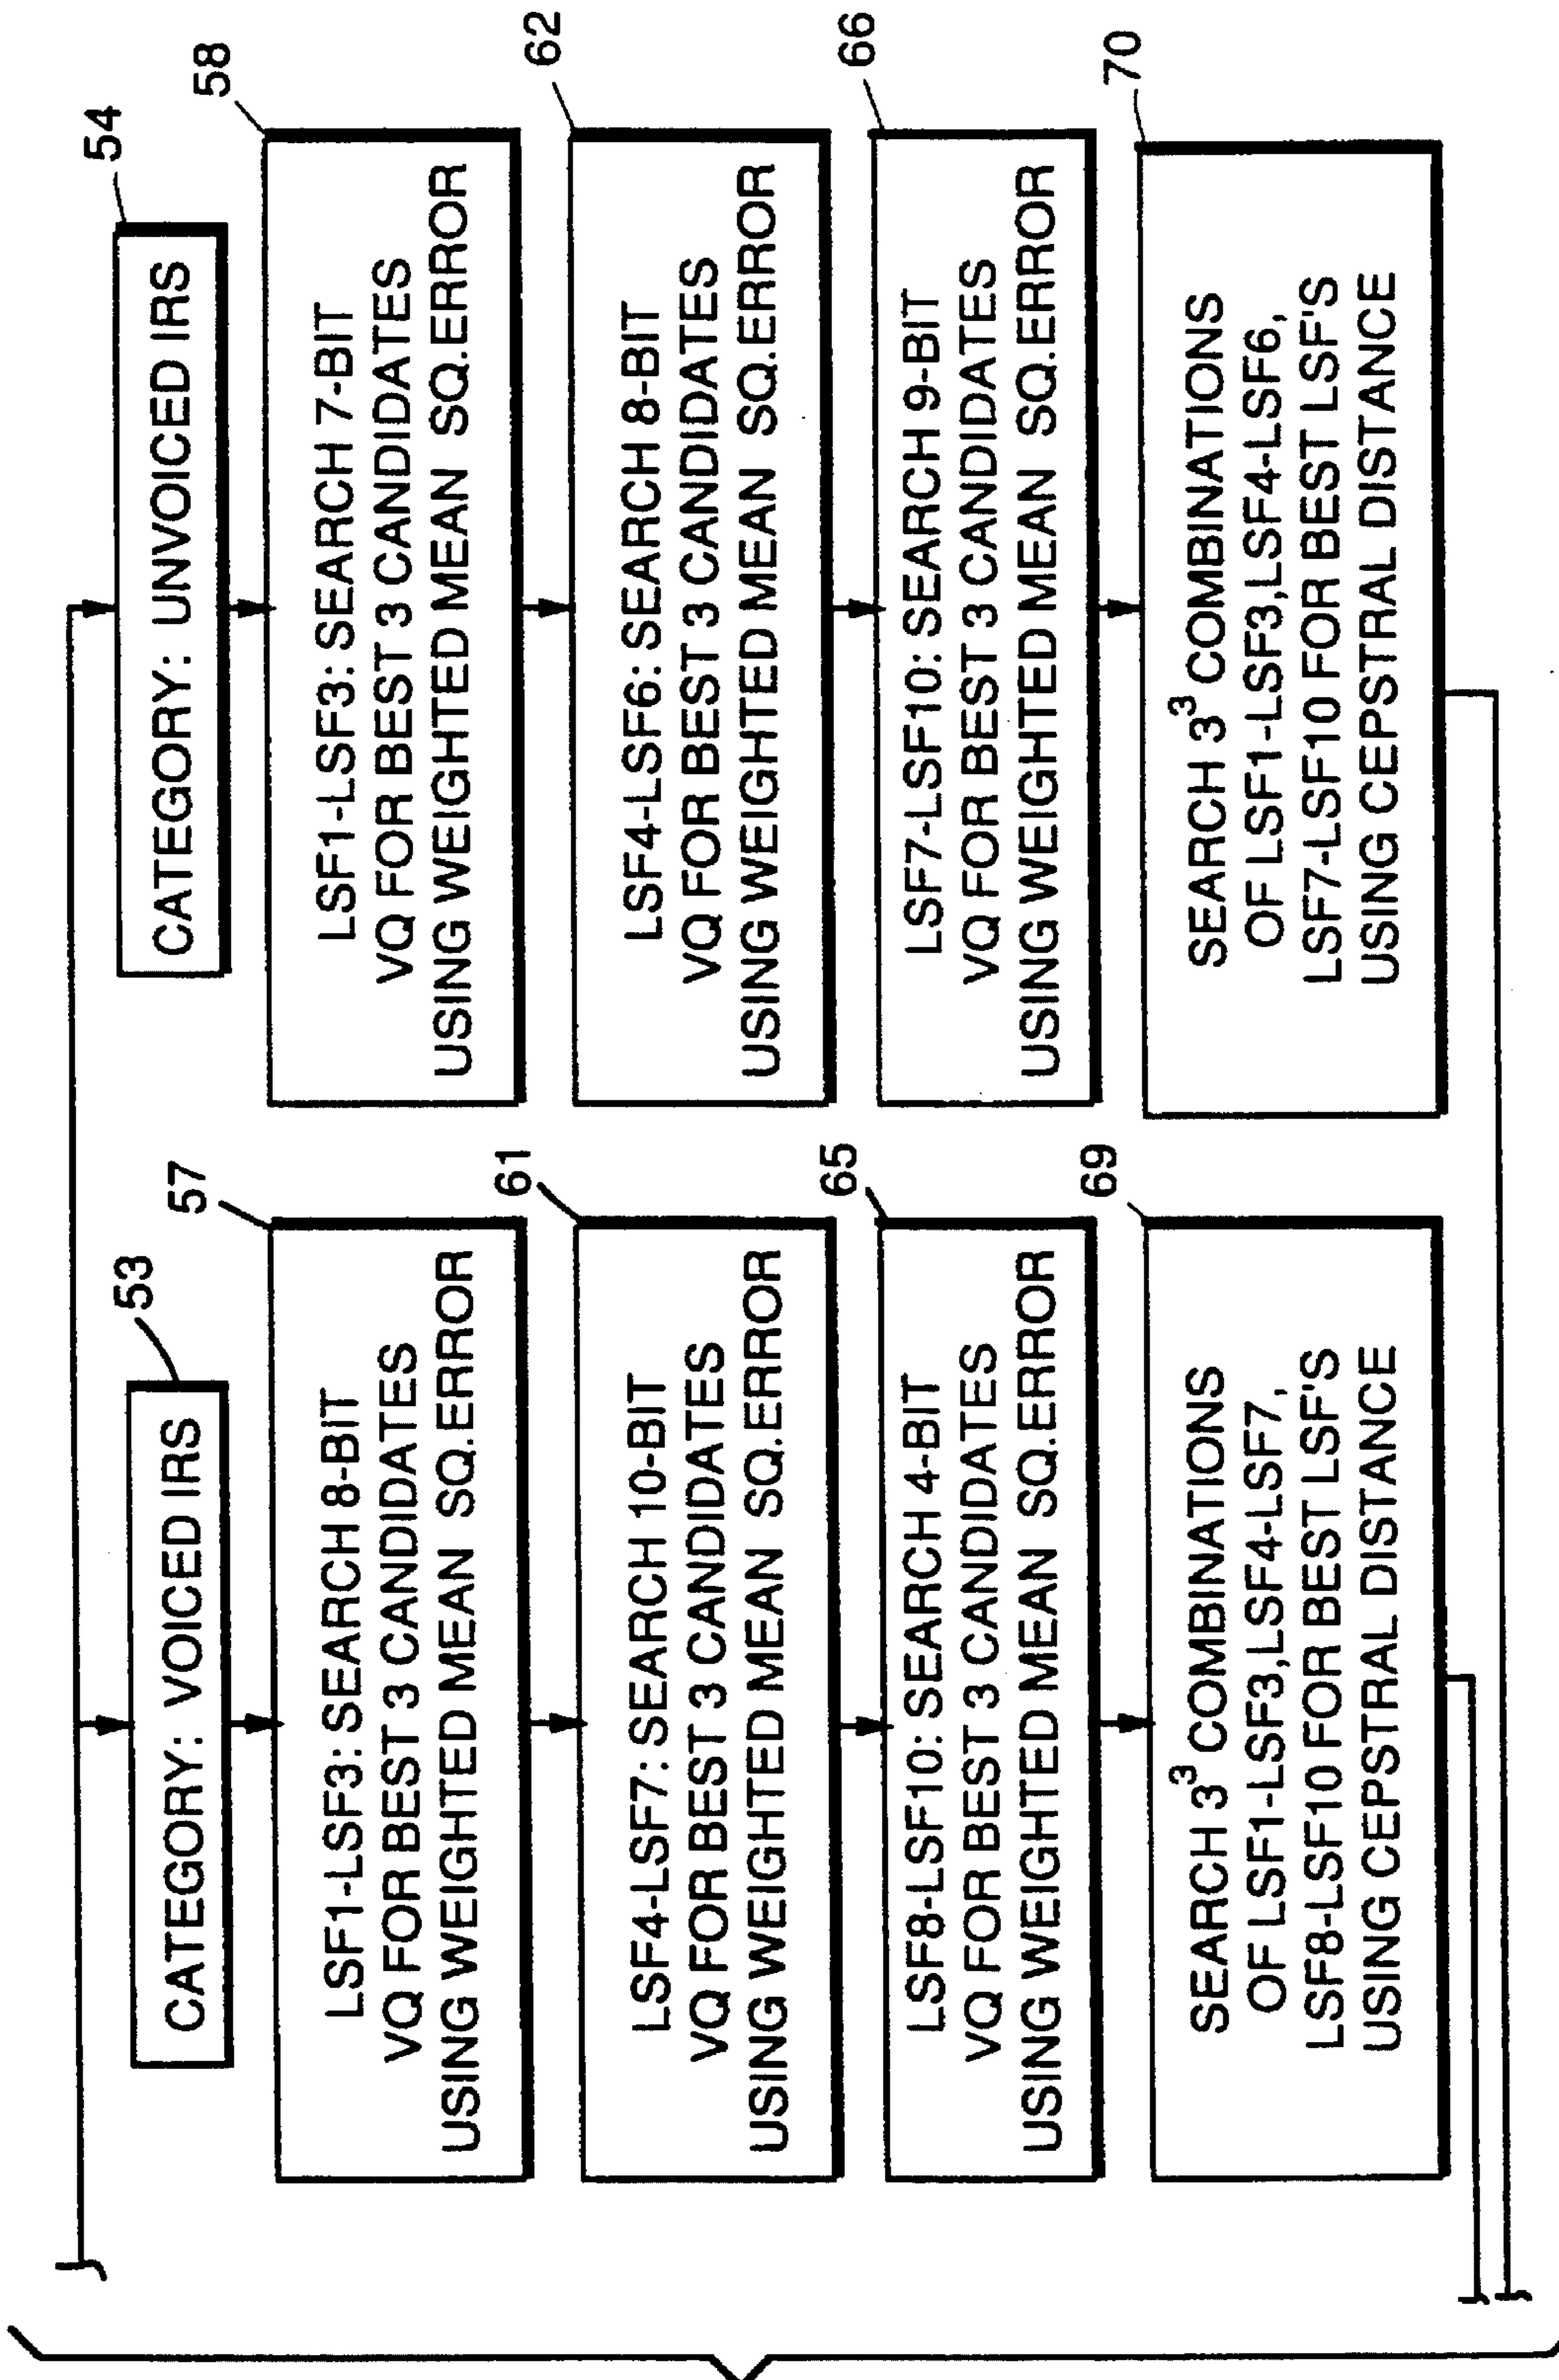 53
CATEGORY: VOICED IRS
57
LSF1-LSF3: SEARCH 8-BIT
VQ FOR BEST 3 CANDIDATES
USING WEIGHTED MEAN SQ.ERROR
61
LSF4-LSF7: SEARCH 10-BIT
VQ FOR BEST 3 CANDIDATES
USING WEIGHTED MEAN SQ.ERROR
65
LSF8-LSF10: SEARCH 4-BIT
VQ FOR BEST 3 CANDIDATES
USING WEIGHTED MEAN SQ.ERROR
69
SEARCH 3³ COMBINATIONS
OF LSF1-LSF3,LSF4-LSF7,
LSF8-LSF10 FOR BEST LSF'S
USING CEPSTRAL DISTANCE
54
CATEGORY: UNVOICED IRS
58
LSF1-LSF3: SEARCH 7-BIT
VQ FOR BEST 3 CANDIDATES
USING WEIGHTED MEAN SQ.ERROR
62
LSF4-LSF6: SEARCH 8-BIT
VQ FOR BEST 3 CANDIDATES
USING WEIGHTED MEAN SQ.ERROR
66
LSF7-LSF10: SEARCH 9-BIT
VQ FOR BEST 3 CANDIDATES
USING WEIGHTED MEAN SQ.ERROR
70
SEARCH 3³ COMBINATIONS
OF LSF1-LSF3,LSF4-LSF6,
LSF7-LSF10 FOR BEST LSF'S
USING CEPSTRAL DISTANCE